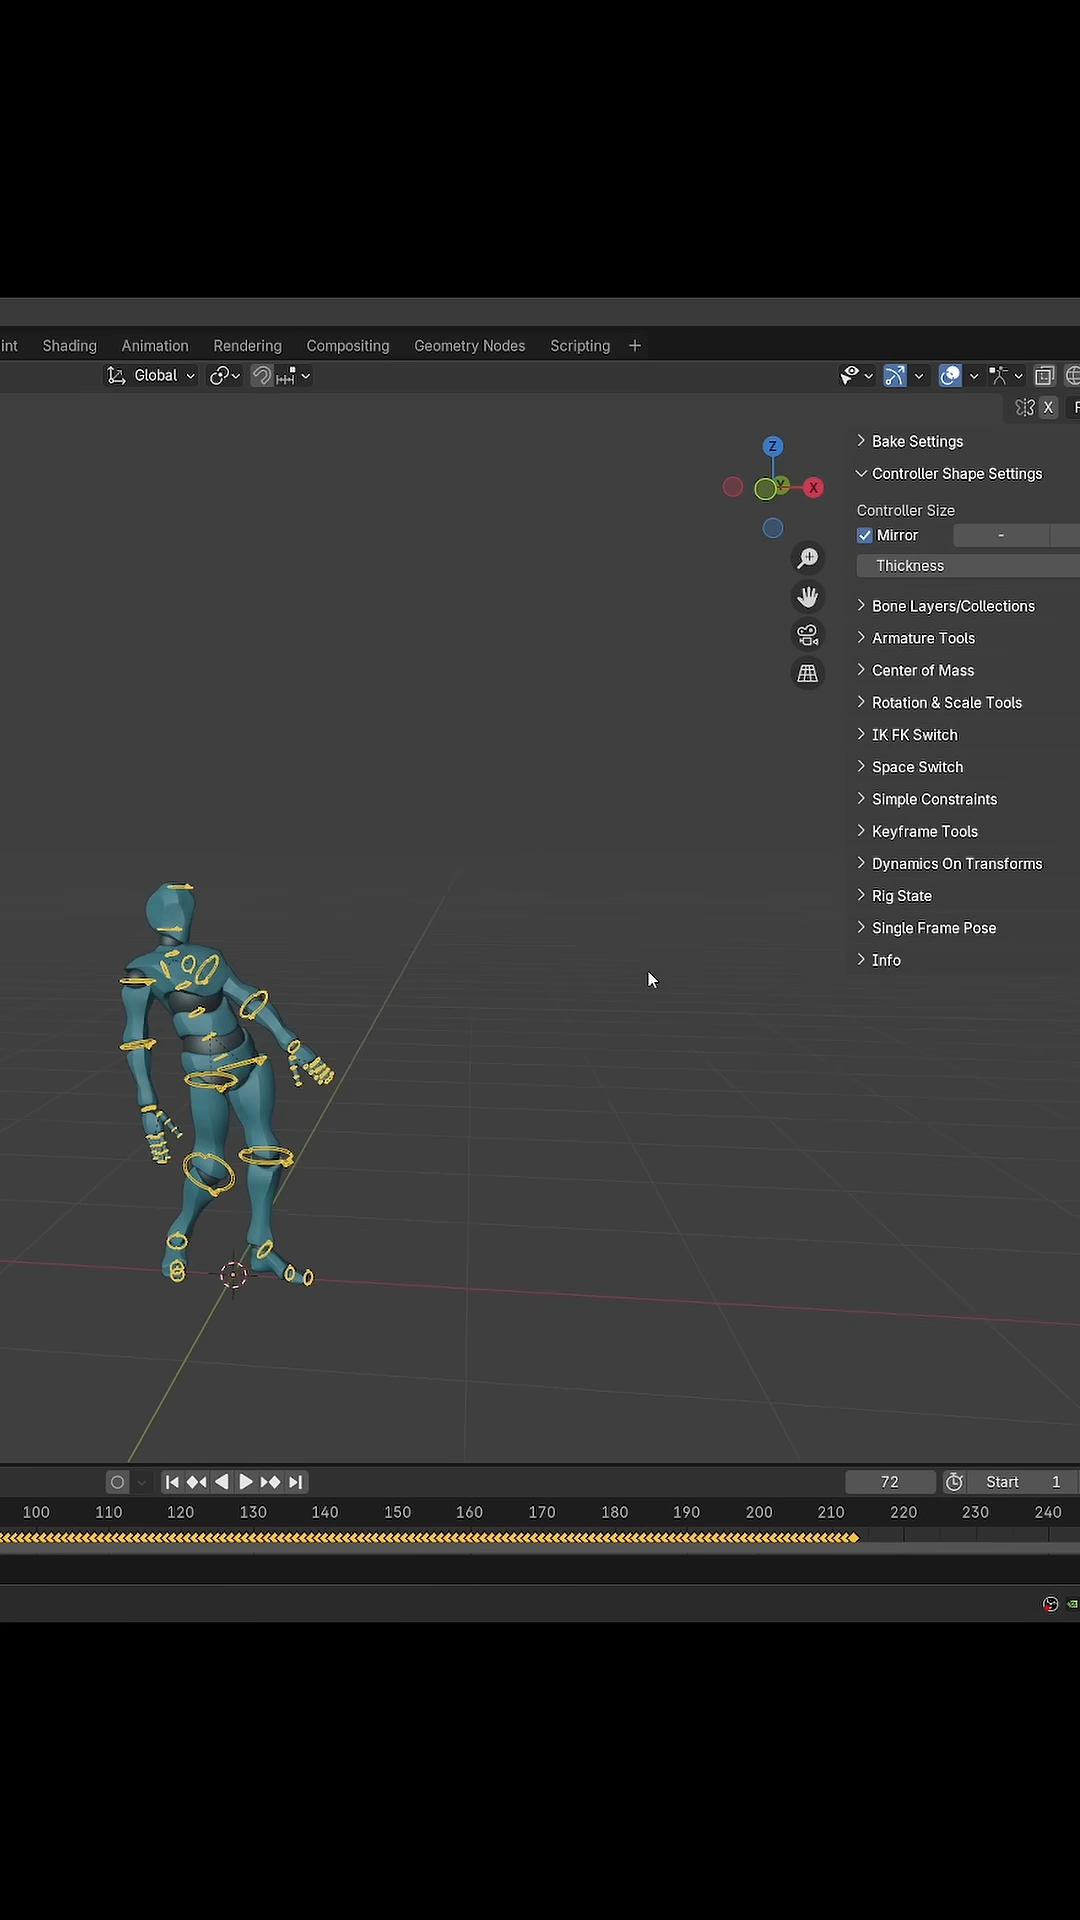 int Shading Animation Rendering Compositing Geometry Nodes Scripting +
Global
X
Bake Settings
Z
X
Y
Controller Shape Settings
Controller Size
Mirror -
Thickness
Bone Layers/Collections
Armature Tools
Center of Mass
Rotation & Scale Tools
IK FK Switch
Space Switch
Simple Constraints
Keyframe Tools
Dynamics On Transforms
Rig State
Single Frame Pose
Info
72 Start 1
100 110 120 130 140 150 160 170 180 190 200 210 220 230 240